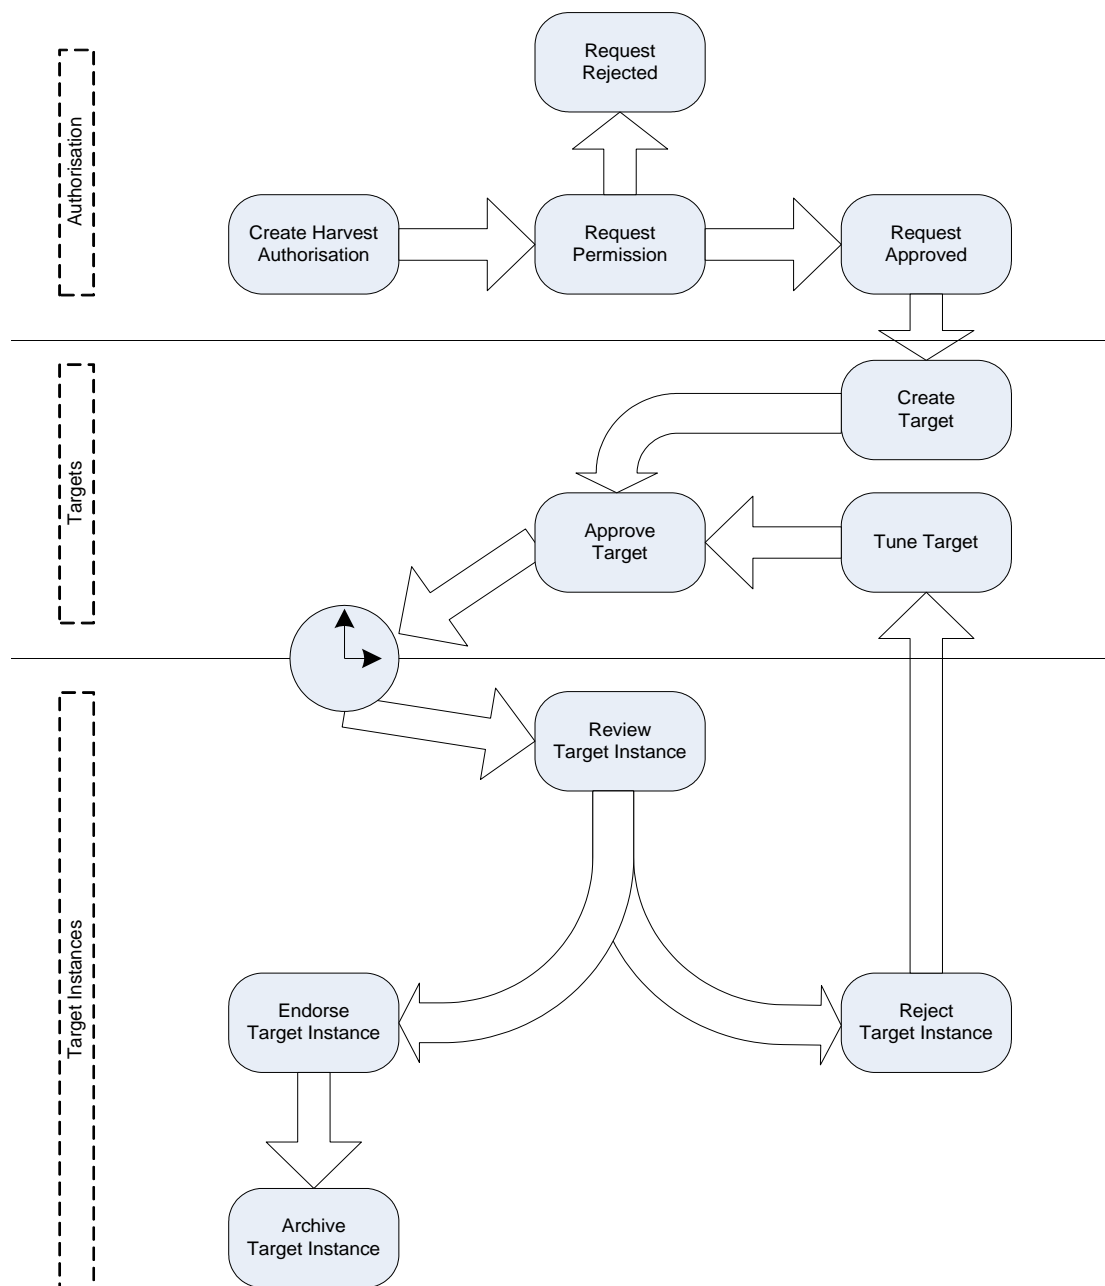 Request
Rejected
Authorisation
Create Harvest
Authorisation
Request
Permission
Request
Approved
Create
Target
Targets
Approve
Target
Tune Target
Review
Target Instance
Target Instances
Endorse
Target Instance
Reject
Target Instance
Archive
Target Instance